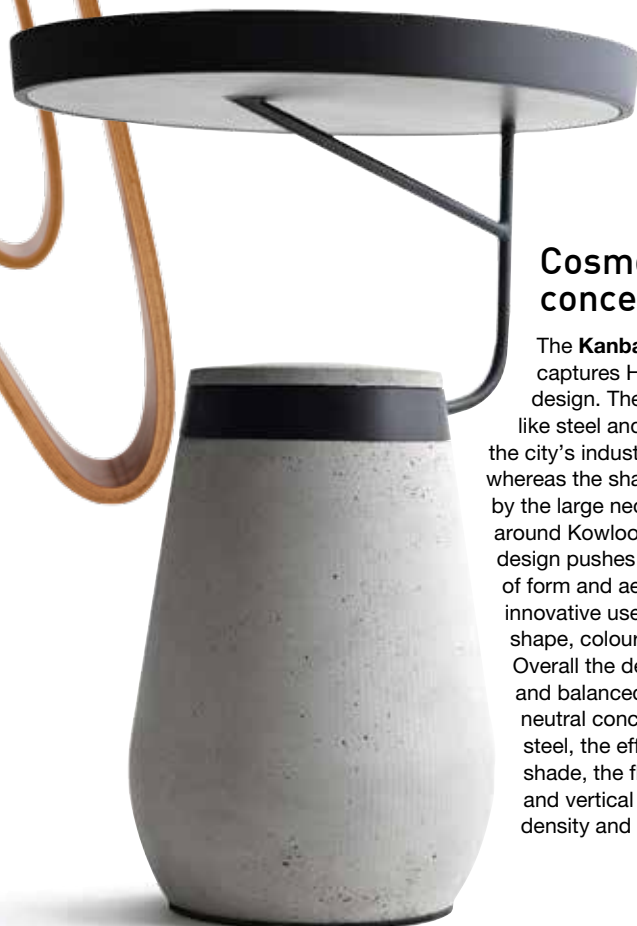 Cosm
conce
The Kanba
captures H
design. The
like steel and
the city's indust
whereas the sha
by the large neo
around Kowloo
design pushes
of form and ae
innovative use
shape, colour
Overall the de
and balanced
neutral conc
steel, the eff
shade, the f
and vertical
density and